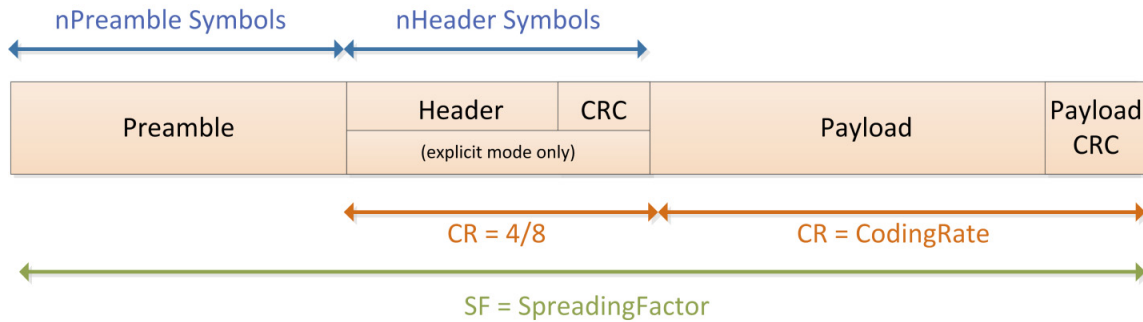 nPreamble Symbols
nHeader Symbols
Preamble
Header
CRC
(explicit mode only)
Payload
Payload
CRC
CR = 4/8
CR = CodingRate
SF = SpreadingFactor